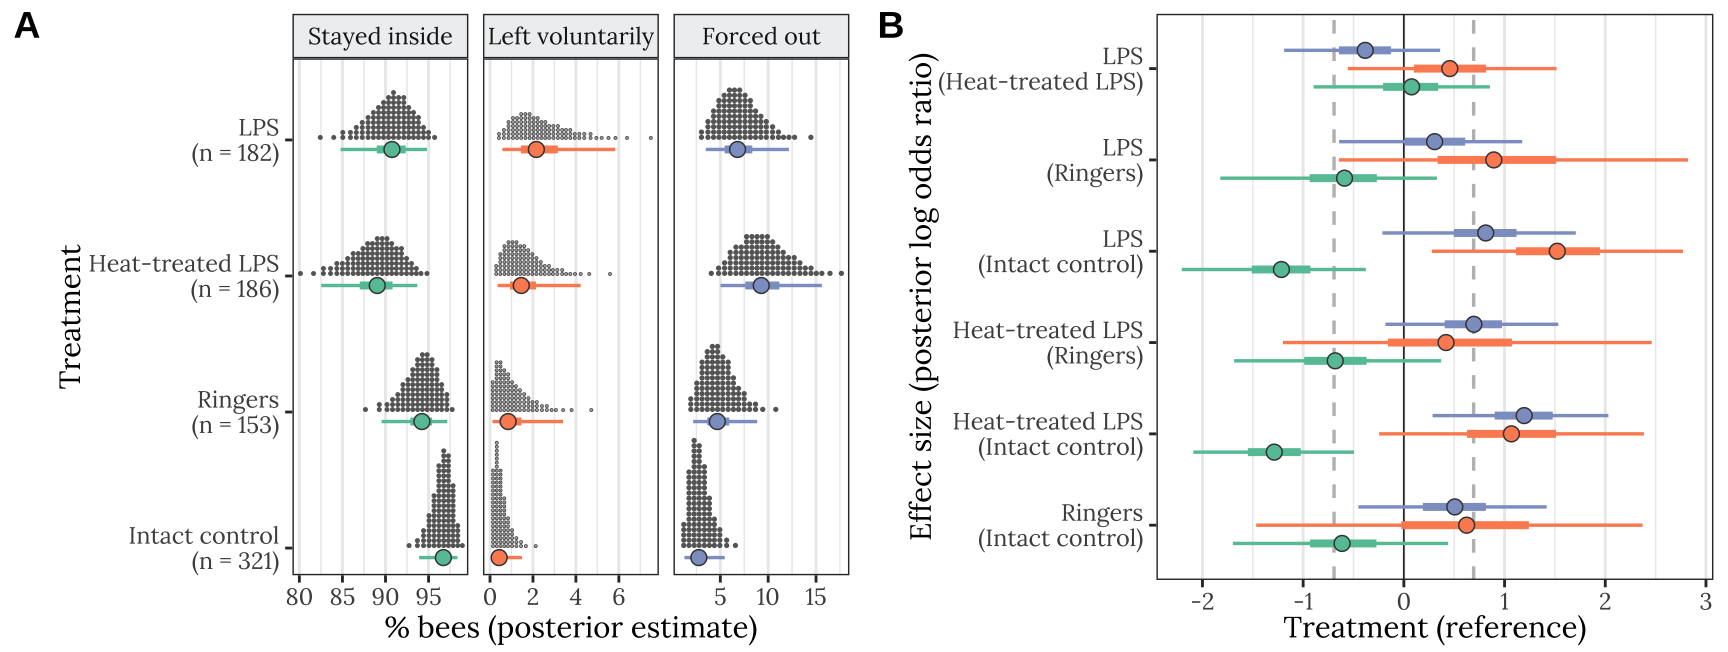 A
Stayed inside
Left voluntarily
Forced out
Treatment
LPS
(n = 182)
Heat-treated LPS
(n = 186)
Ringers
(n = 153)
Intact control
(n = 321)
80 85 90 95
0 2 4 6
5 10 15
% bees (posterior estimate)
B
Effect size (posterior log odds ratio)
LPS
(Heat-treated LPS)
LPS
(Ringers)
LPS
(Intact control)
Heat-treated LPS
(Ringers)
Heat-treated LPS
(Intact control)
Ringers
(Intact control)
-2 -1 0 1 2 3
Treatment (reference)